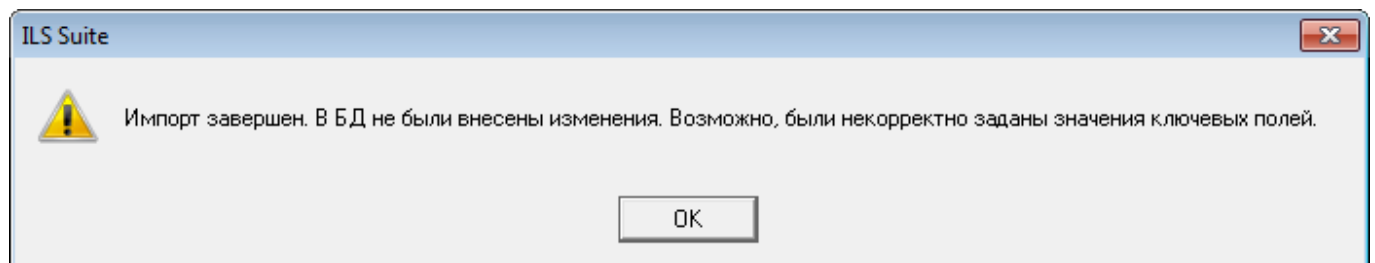 ILS Suite
Импорт завершен. В БД не были внесены изменения. Возможно, были некорректно заданы значения ключевых полей.
OK